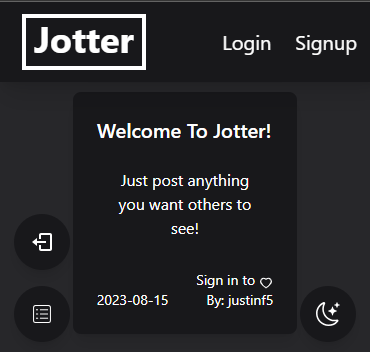 Jotter
Login Signup
Welcome To Jotter!
Just post anything
you want others to
see!
Sign in to
2023-08-15 By: justinf5